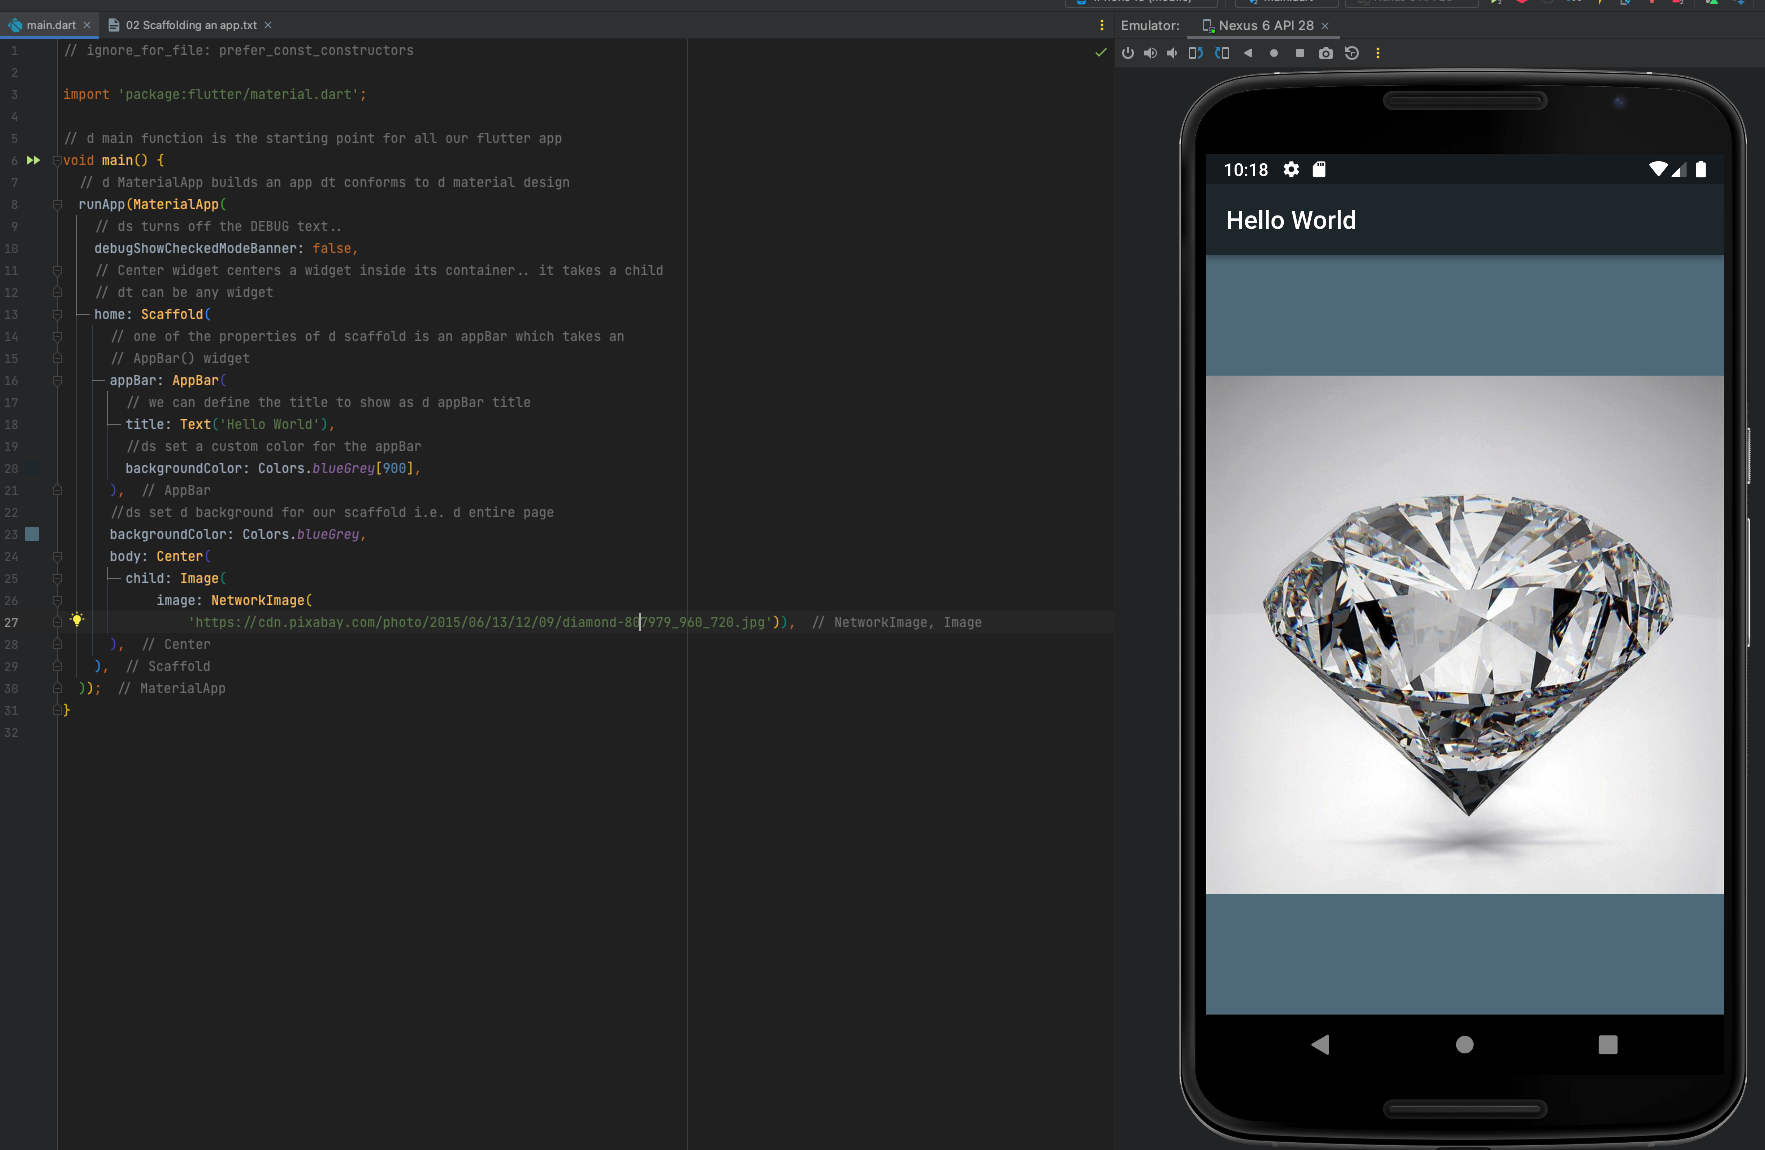 main.dart
02 Scaffolding an app.txt
Emulator:
Nexus 6 API 28
1 // ignore_for_file: prefer_const_constructors
2
3 import 'package:flutter/material.dart';
4
5 // d main function is the starting point for all our flutter app
6 void main() {
7 // d MaterialApp builds an app dt conforms to d material design
8 runApp(MaterialApp(
9 // ds turns off the DEBUG text..
10 debugShowCheckedModeBanner: false,
11 // Center widget centers a widget inside its container.. it takes a child
12 // dt can be any widget
13 home: Scaffold(
14 // one of the properties of d scaffold is an appBar which takes an
15 // AppBar() widget
16 appBar: AppBar(
17 // we can define the title to show as d appBar title
18 title: Text('Hello World'),
19 //ds set a custom color for the appBar
20 backgroundColor: Colors.blueGrey[900],
21 ), // AppBar
22 //ds set d background for our scaffold i.e. d entire page
23 backgroundColor: Colors.blueGrey,
24 body: Center(
25 child: Image(
26 image: NetworkImage(
27 'https://cdn.pixabay.com/photo/2015/06/13/12/09/diamond-807979_960_720.jpg')), // NetworkImage, Image
28 ), // Center
29 ), // Scaffold
30 )); // MaterialApp
31 }
32
10:18
Hello World